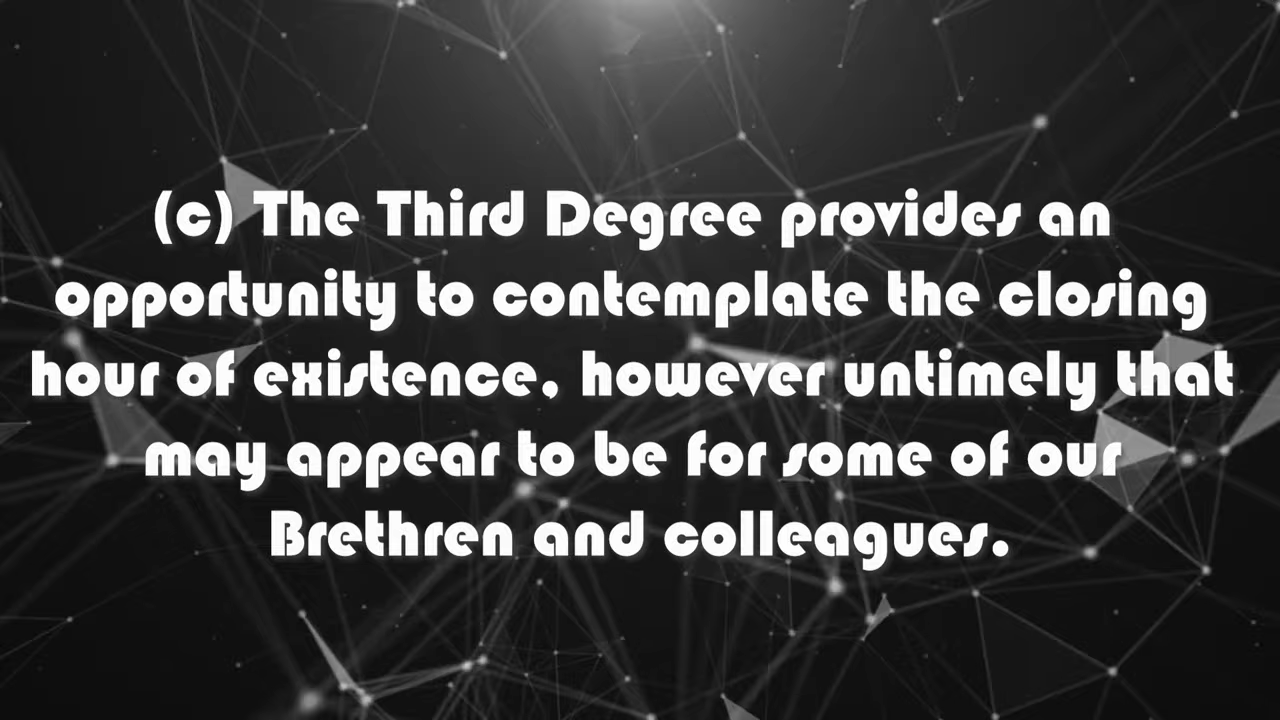 (c) The Third Degree provides an
opportunity to contemplate the closing
hour of existence, however untimely that
may appear to be for some of our
Brethren and colleagues.